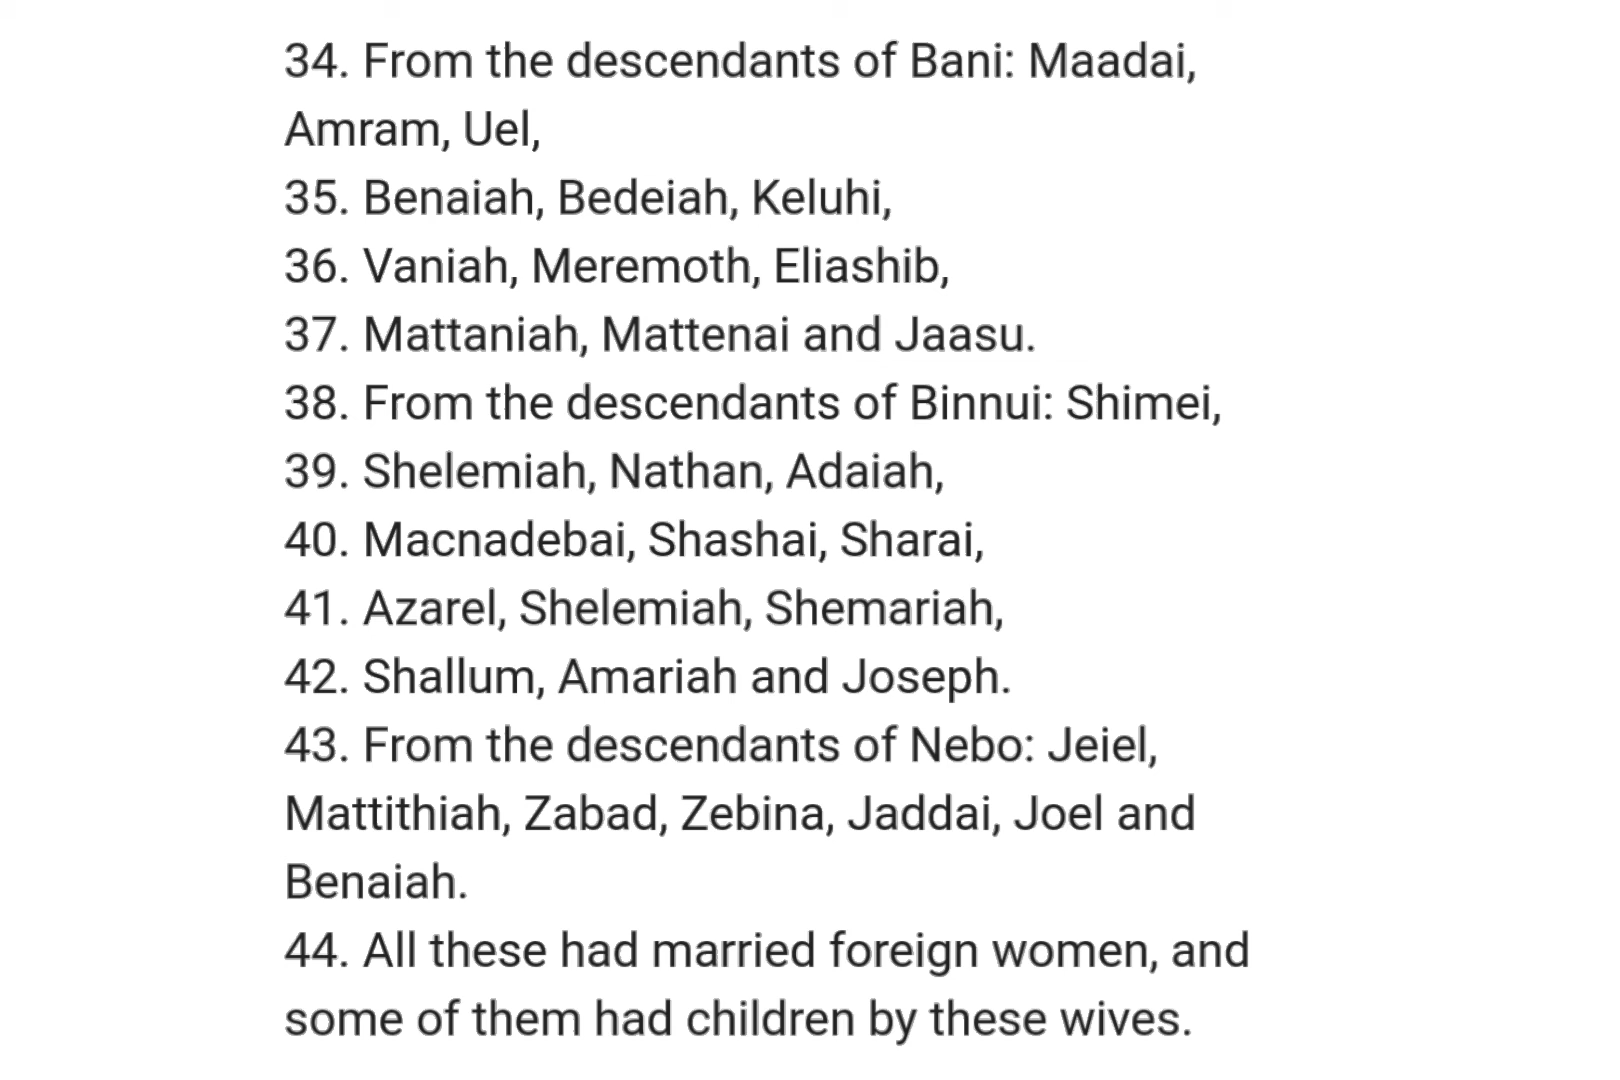 34. From the descendants of Bani: Maadai,
Amram, Uel,
35. Benaiah, Bedeiah, Keluhi,
36. Vaniah, Meremoth, Eliashib,
37. Mattaniah, Mattenai and Jaasu.
38. From the descendants of Binnui: Shimei,
39. Shelemiah, Nathan, Adaiah,
40. Macnadebai, Shashai, Sharai,
41. Azarel, Shelemiah, Shemariah,
42. Shallum, Amariah and Joseph.
43. From the descendants of Nebo: Jeiel,
Mattithiah, Zabad, Zebina, Jaddai, Joel and
Benaiah.
44. All these had married foreign women, and
some of them had children by these wives.